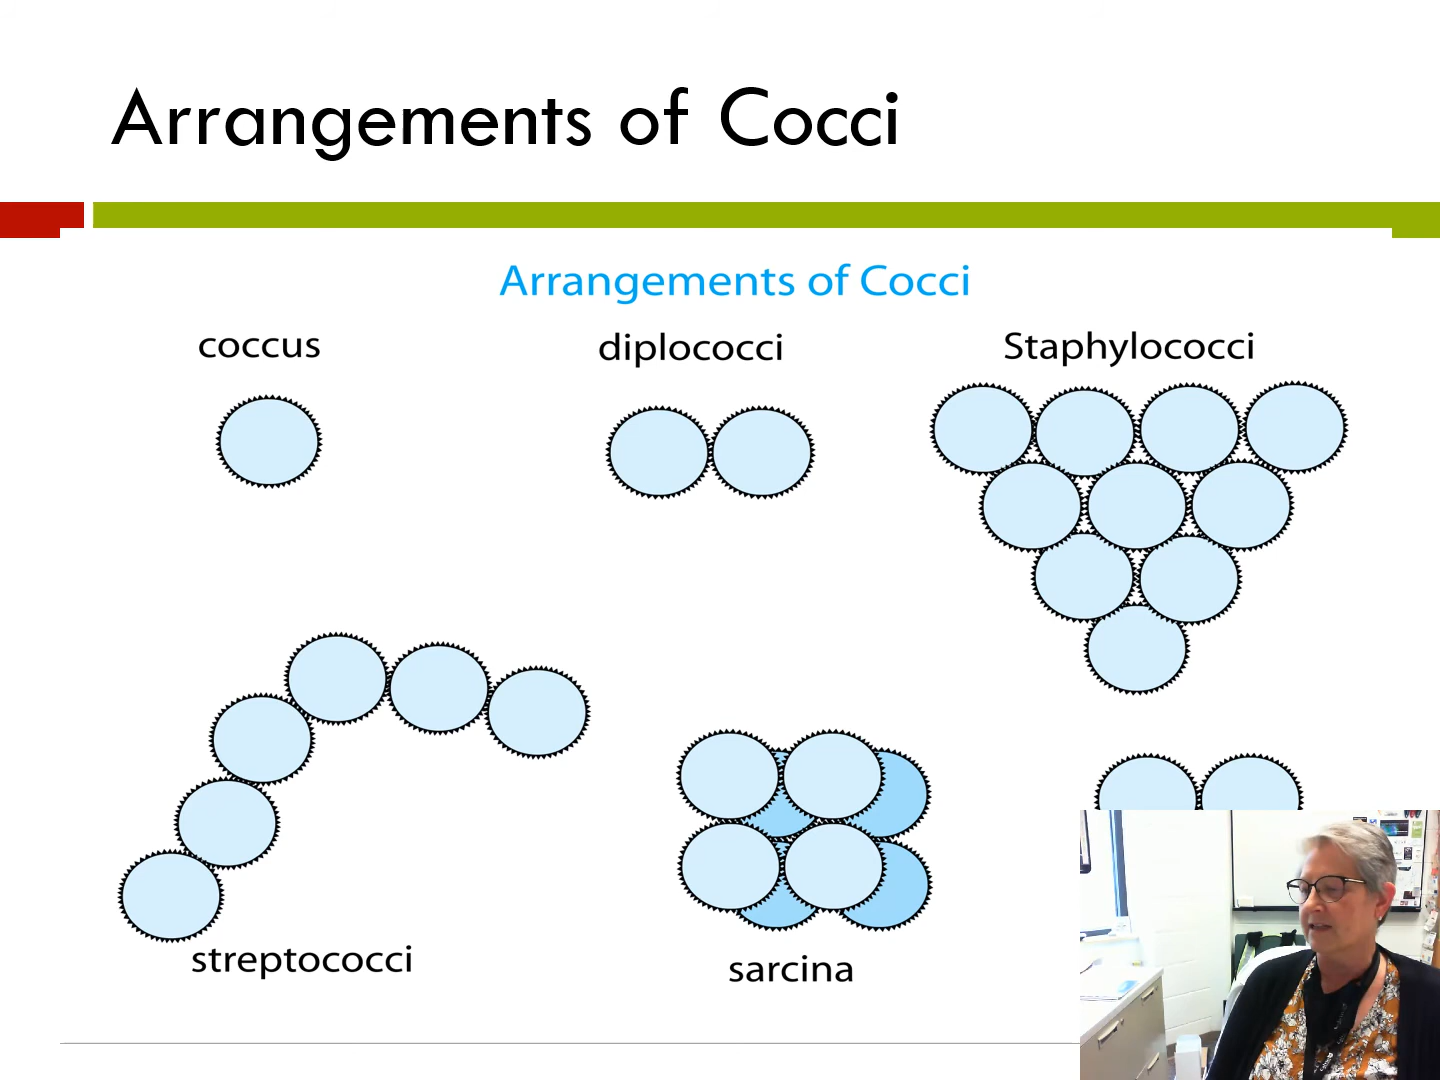 Arrangements of Cocci
Arrangements of Cocci
coccus
diplococci
Staphylococci
streptococci
sarcina